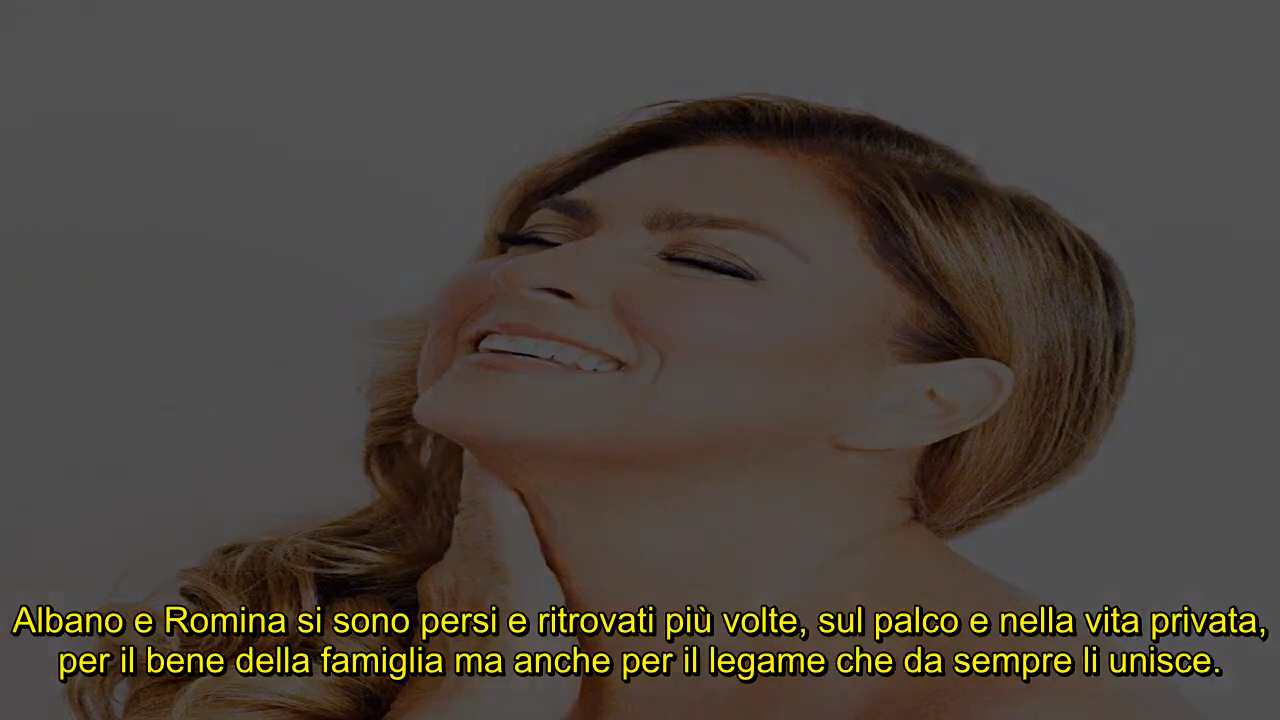 Albano e Romina si sono persi e ritrovati più volte, sul palco e nella vita privata,
per il bene della famiglia ma anche per il legame che da sempre li unisce.